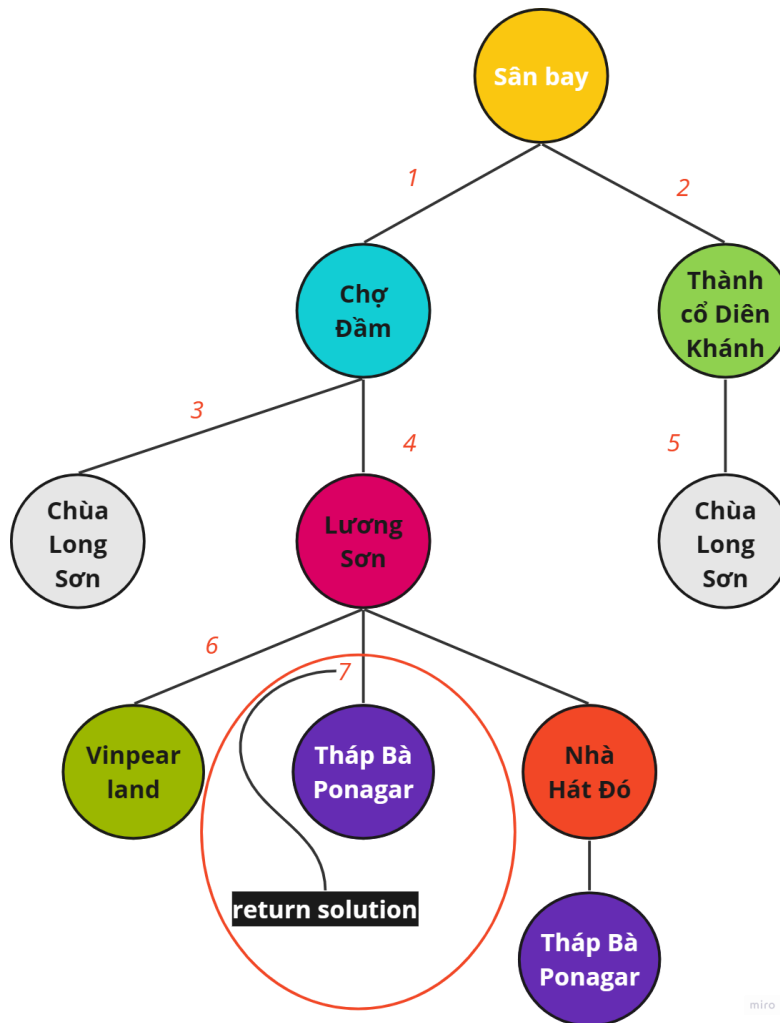 Sân bay
1
2
Chợ
Đầm
Thành
cổ Diên
Khánh
3
4
5
Chùa
Long
Sơn
Lương
Sơn
Chùa
Long
Sơn
6
7
Vinpear
land
Tháp Bà
Ponagar
Nhà
Hát Đó
return solution
Tháp Bà
Ponagar
miro